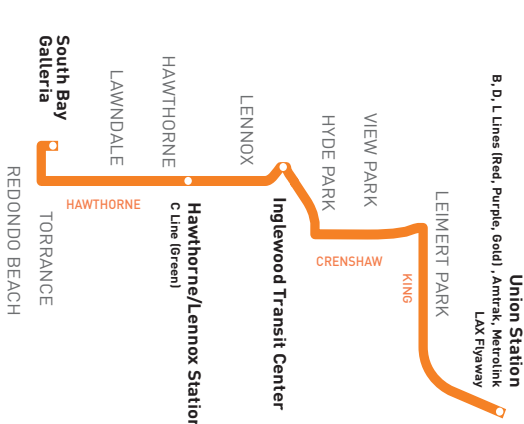 South Bay
Galleria
LAWNDALE
HAWTHORNE
LENNOX
HYDE PARK
VIEW PARK
B, D, L Lines (Red, Purple, Gold) , Amtrak, Metrolink
LAX Flyaway
Union Station
LEIMERT PARK
HAWTHORNE
CRENSHAW
KING
REDONDO BEACH
TORRANCE
Hawthorne/Lennox Station
C Line (Green)
Inglewood Transit Center